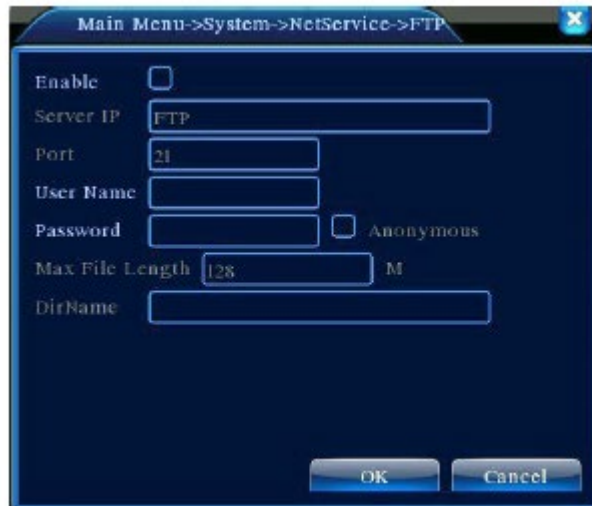 Main Menu->System->NetService->FTP
Enable
Server IP FTP
Port 21
User Name
Password Anonymous
Max File Length 128 M
DirName
OK Cancel